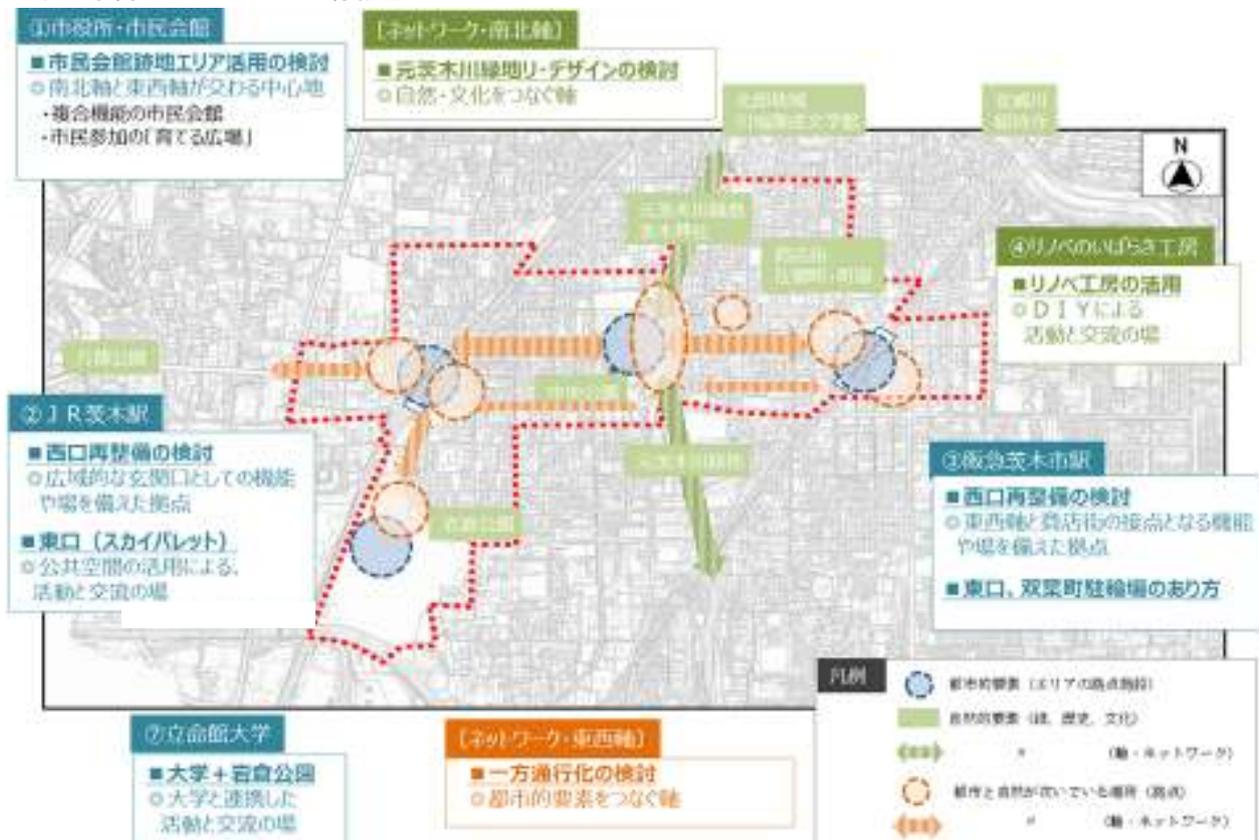 ①市役所・市民会館
■市民会館跡地エリア活用の検討
◎南北軸と東西軸が交わる中心地
・複合機能の市民会館
・市民参加の「育てる広場」
［ネットワーク・南北軸］
■元茨木川緑地リ・デザインの検討
◎自然・文化をつなぐ軸
N
④リノベのいばらき工房
■リノベ工房の活用
◎ＤＩＹによる
活動と交流の場
②ＪＲ茨木駅
■西口再整備の検討
◎広域的な玄関口としての機能
や場を備えた拠点
■東口（スカイパレット）
◎公共空間の活用による、
活動と交流の場
元茨木川緑地
岩倉公園
③阪急茨木市駅
■西口再整備の検討
◎東西軸と商店街の接点となる機能
や場を備えた拠点
■東口、双葉町駐輪場のあり方
⑦立命館大学
■大学＋岩倉公園
◎大学と連携した
活動と交流の場
［ネットワーク・東西軸］
■一方通行化の検討
◎都市的要素をつなぐ軸
凡例
都市的要素（エリアの拠点施設）
自然的要素（緑、歴史、文化）
〃 （軸・ネットワーク）
都市と自然が次いでいる場所（拠点）
〃 （軸・ネットワーク）